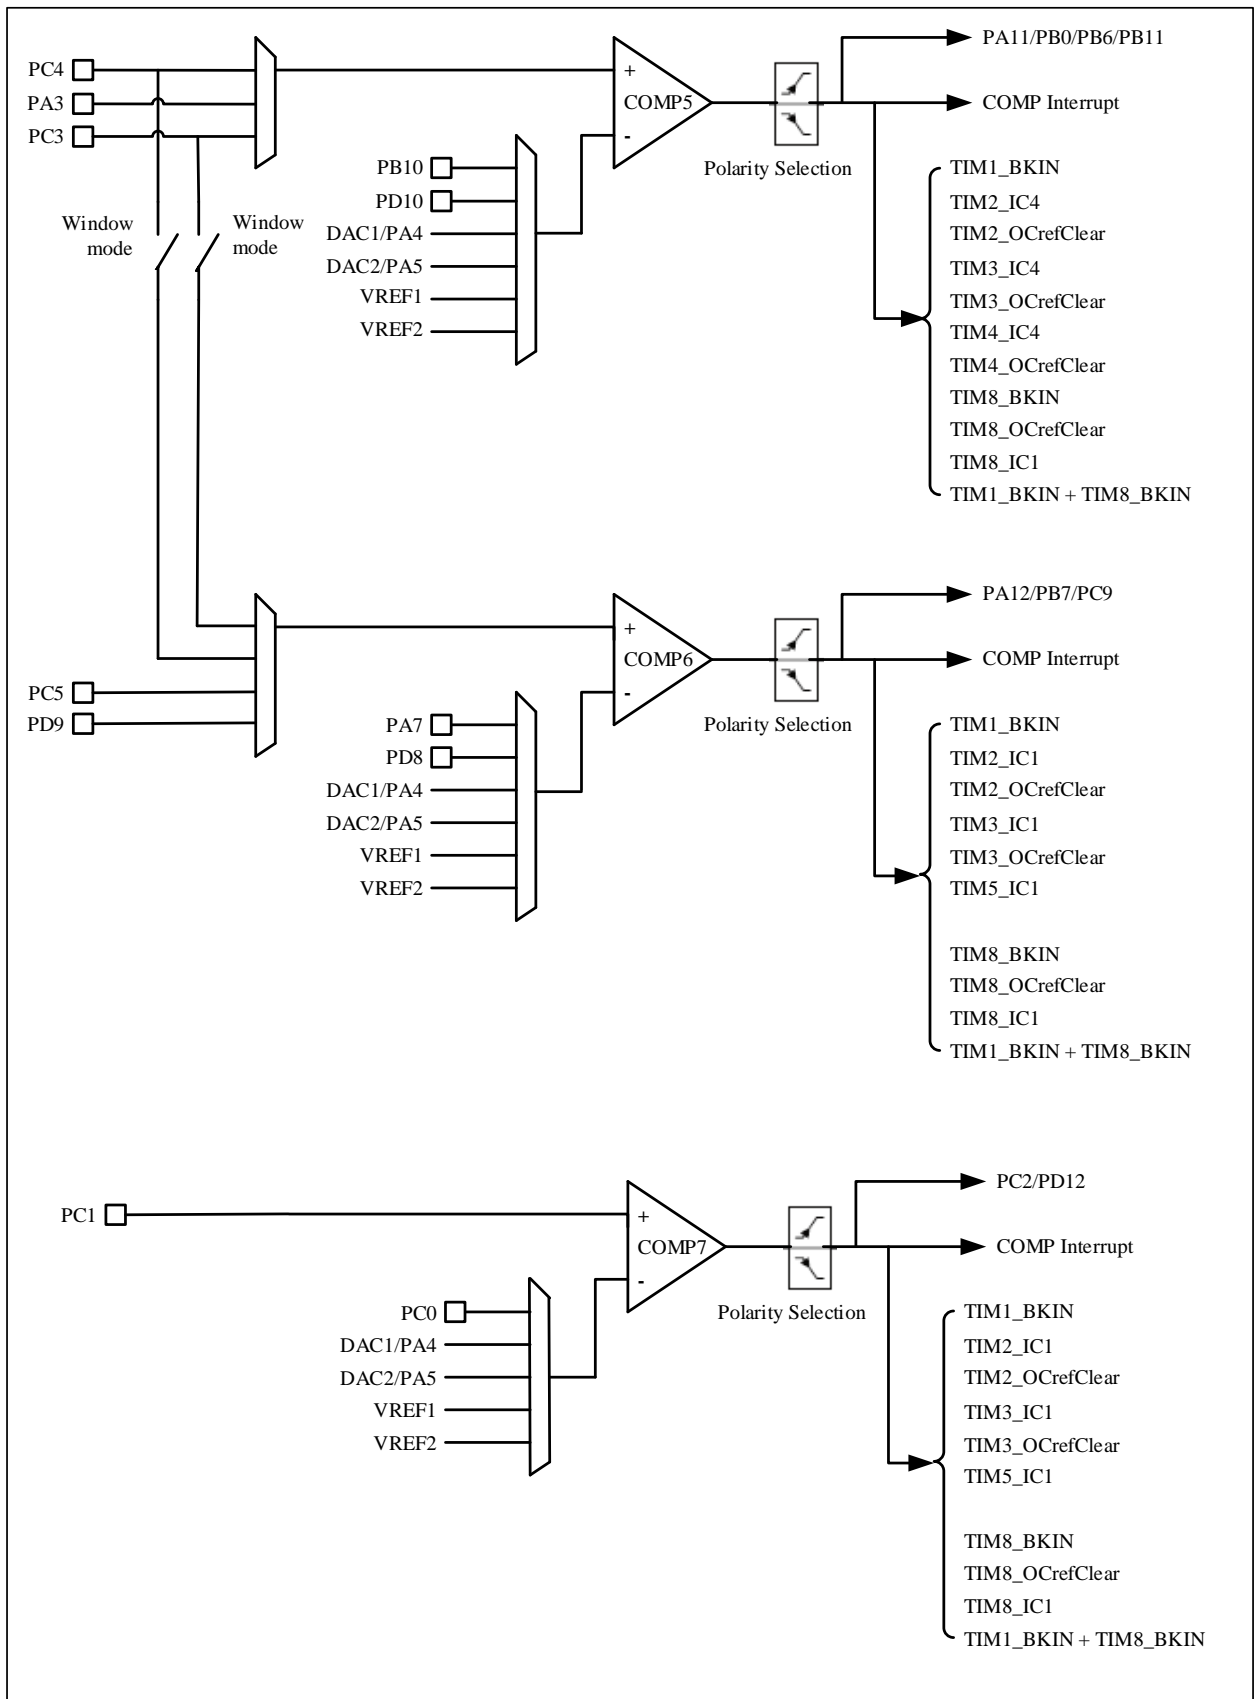 PA11/PB0/PB6/PB11
PC4
+
PA3
COMP5
COMP Interrupt
PC3
-
PB10
Polarity Selection
TIM1_BKIN
PD10
TIM2_IC4
Window
mode
Window
mode
DAC1/PA4
TIM2_OCrefClear
DAC2/PA5
TIM3_IC4
VREF1
TIM3_OCrefClear
VREF2
TIM4_IC4
TIM4_OCrefClear
TIM8_BKIN
TIM8_OCrefClear
TIM8_IC1
TIM1_BKIN + TIM8_BKIN
PA12/PB7/PC9
+
COMP6
COMP Interrupt
PC5
-
PD9
PA7
Polarity Selection
TIM1_BKIN
PD8
TIM2_IC1
DAC1/PA4
TIM2_OCrefClear
DAC2/PA5
TIM3_IC1
VREF1
TIM3_OCrefClear
VREF2
TIM5_IC1
TIM8_BKIN
TIM8_OCrefClear
TIM8_IC1
TIM1_BKIN + TIM8_BKIN
PC2/PD12
PC1
+
COMP7
COMP Interrupt
-
PC0
Polarity Selection
TIM1_BKIN
DAC1/PA4
TIM2_IC1
DAC2/PA5
TIM2_OCrefClear
VREF1
TIM3_IC1
VREF2
TIM3_OCrefClear
TIM5_IC1
TIM8_BKIN
TIM8_OCrefClear
TIM8_IC1
TIM1_BKIN + TIM8_BKIN